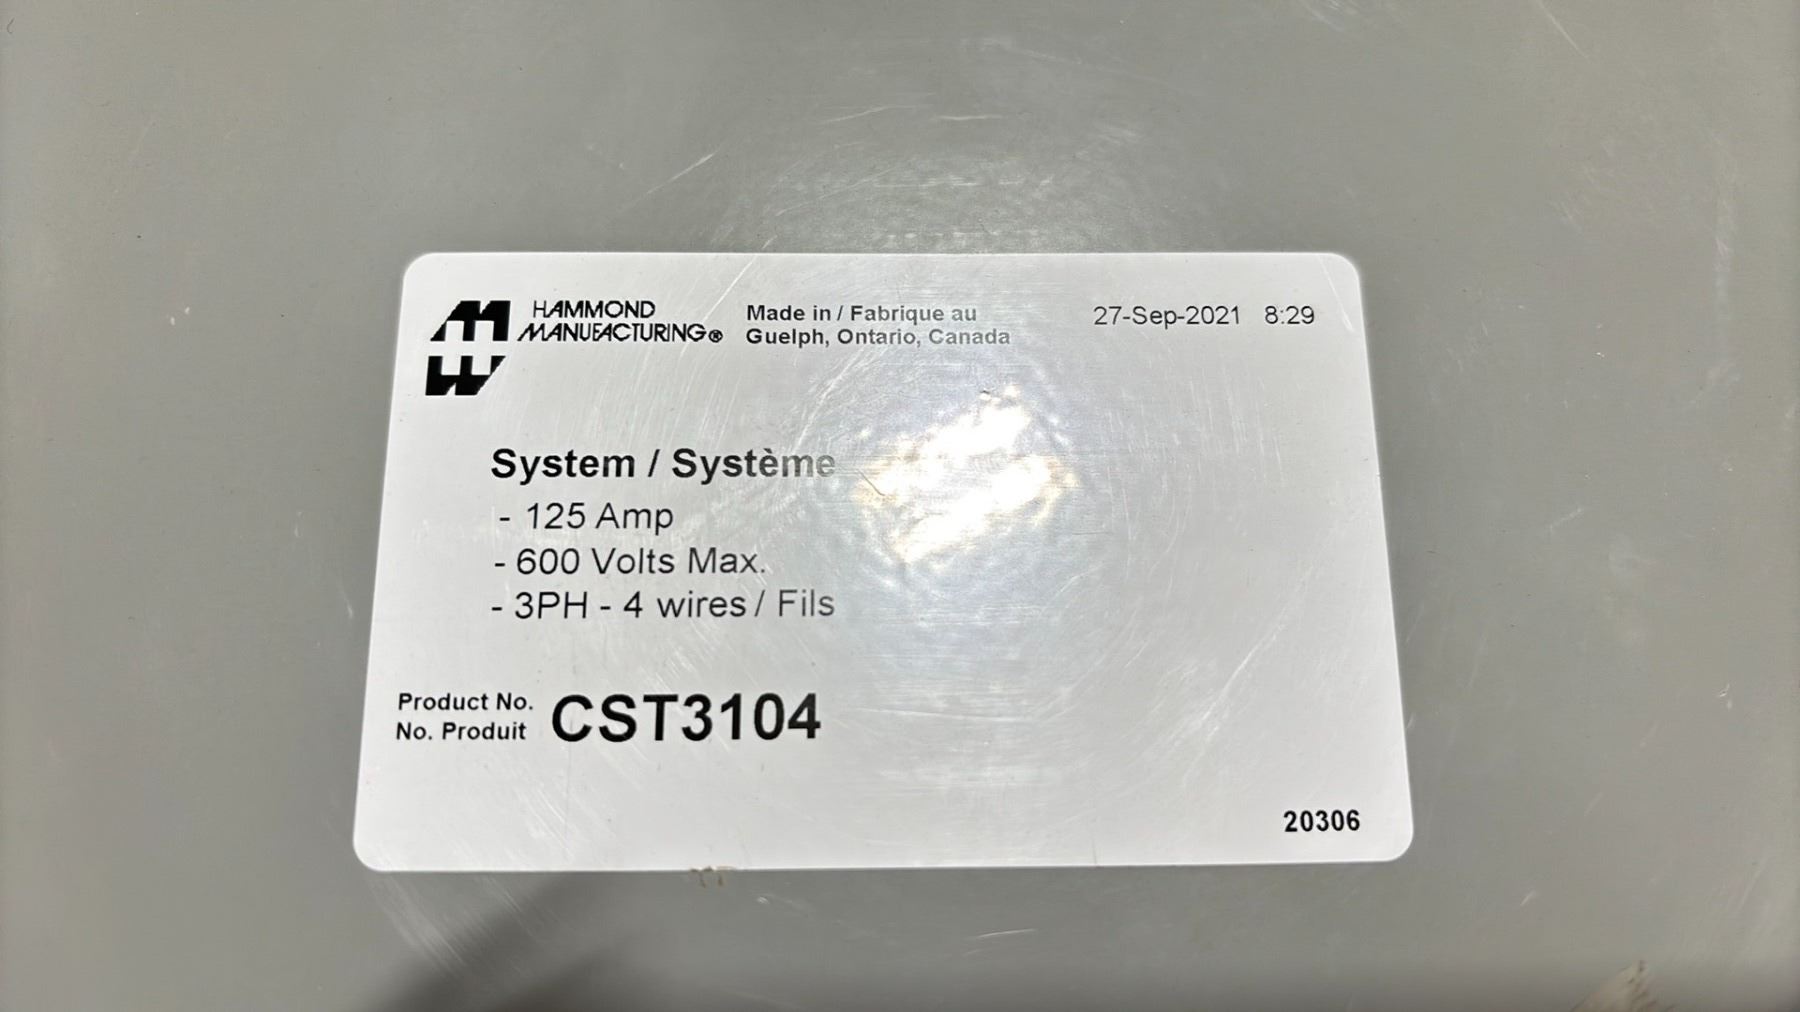 HAMMOND
MANUFACTURING®
Made in / Fabrique au
Guelph, Ontario, Canada
27-Sep-2021 8:29
System / Système
- 125 Amp
- 600 Volts Max.
- 3PH - 4 wires / Fils
Product No.
No. Produit
CST3104
20306